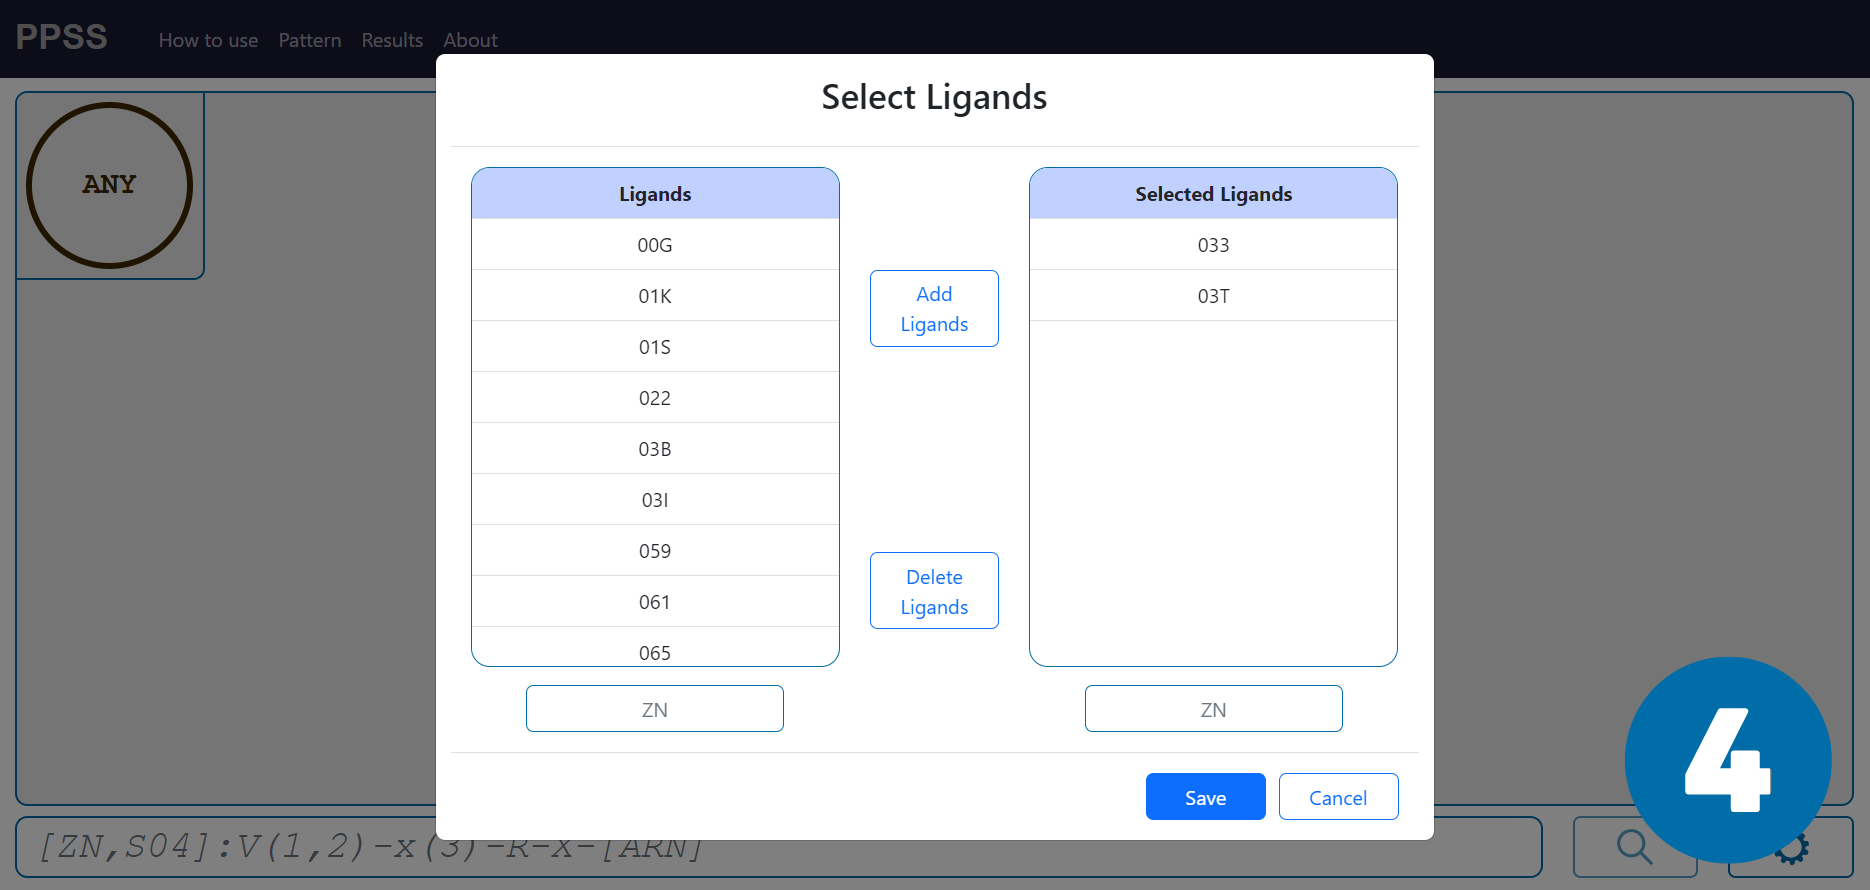 PPSS
How to use Pattern Results About
Select Ligands
ANY
Ligands
00G
01K
01S
022
03B
03I
059
061
065
ZN
Add
Ligands
Delete
Ligands
Selected Ligands
033
03T
ZN
Save Cancel
[ZN,S04]:V(1,2)-x(3)-R-X-[ARN]
4